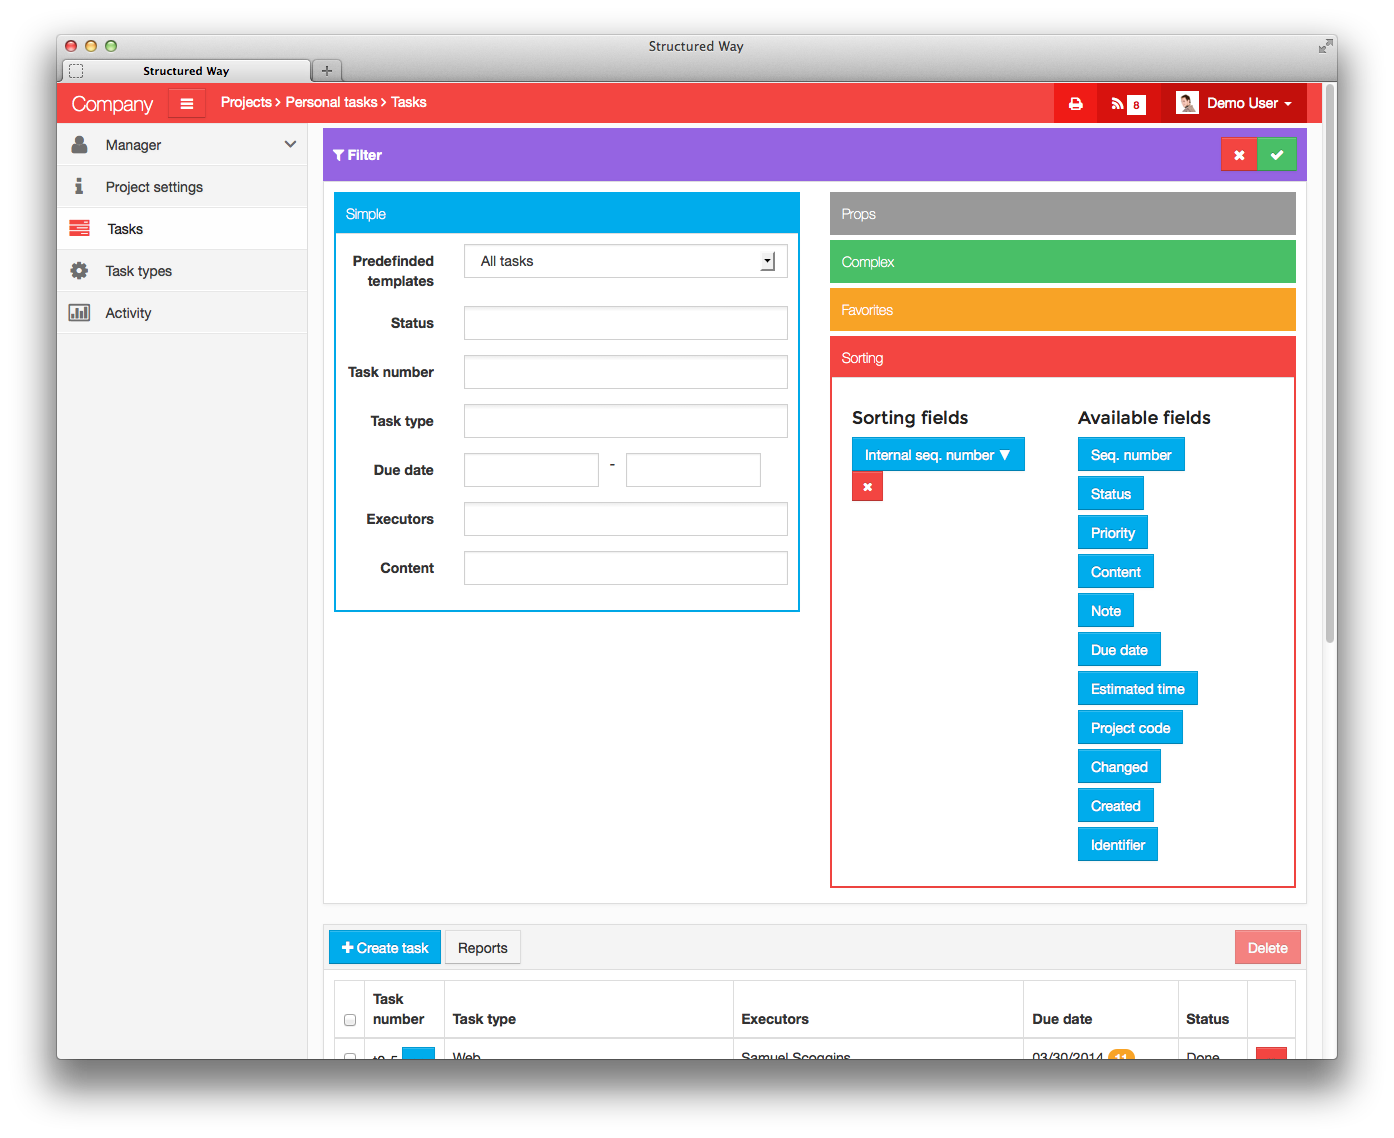 Structured Way
Structured Way
Company
Projects > Personal tasks > Tasks
8
Demo User
Manager
Project settings
Tasks
Task types
Activity
Filter
Simple
Predefinded
templates
All tasks
Status
Task number
Task type
Due date
-
Executors
Content
Props
Complex
Favorites
Sorting
Sorting fields
Internal seq. number ▼
Available fields
Seq. number
Status
Priority
Content
Note
Due date
Estimated time
Project code
Changed
Created
Identifier
+ Create task
Reports
Delete
Task
number
Task type
Executors
Due date
Status
Web
Samuel Scoggins
03/30/2014
11
Done